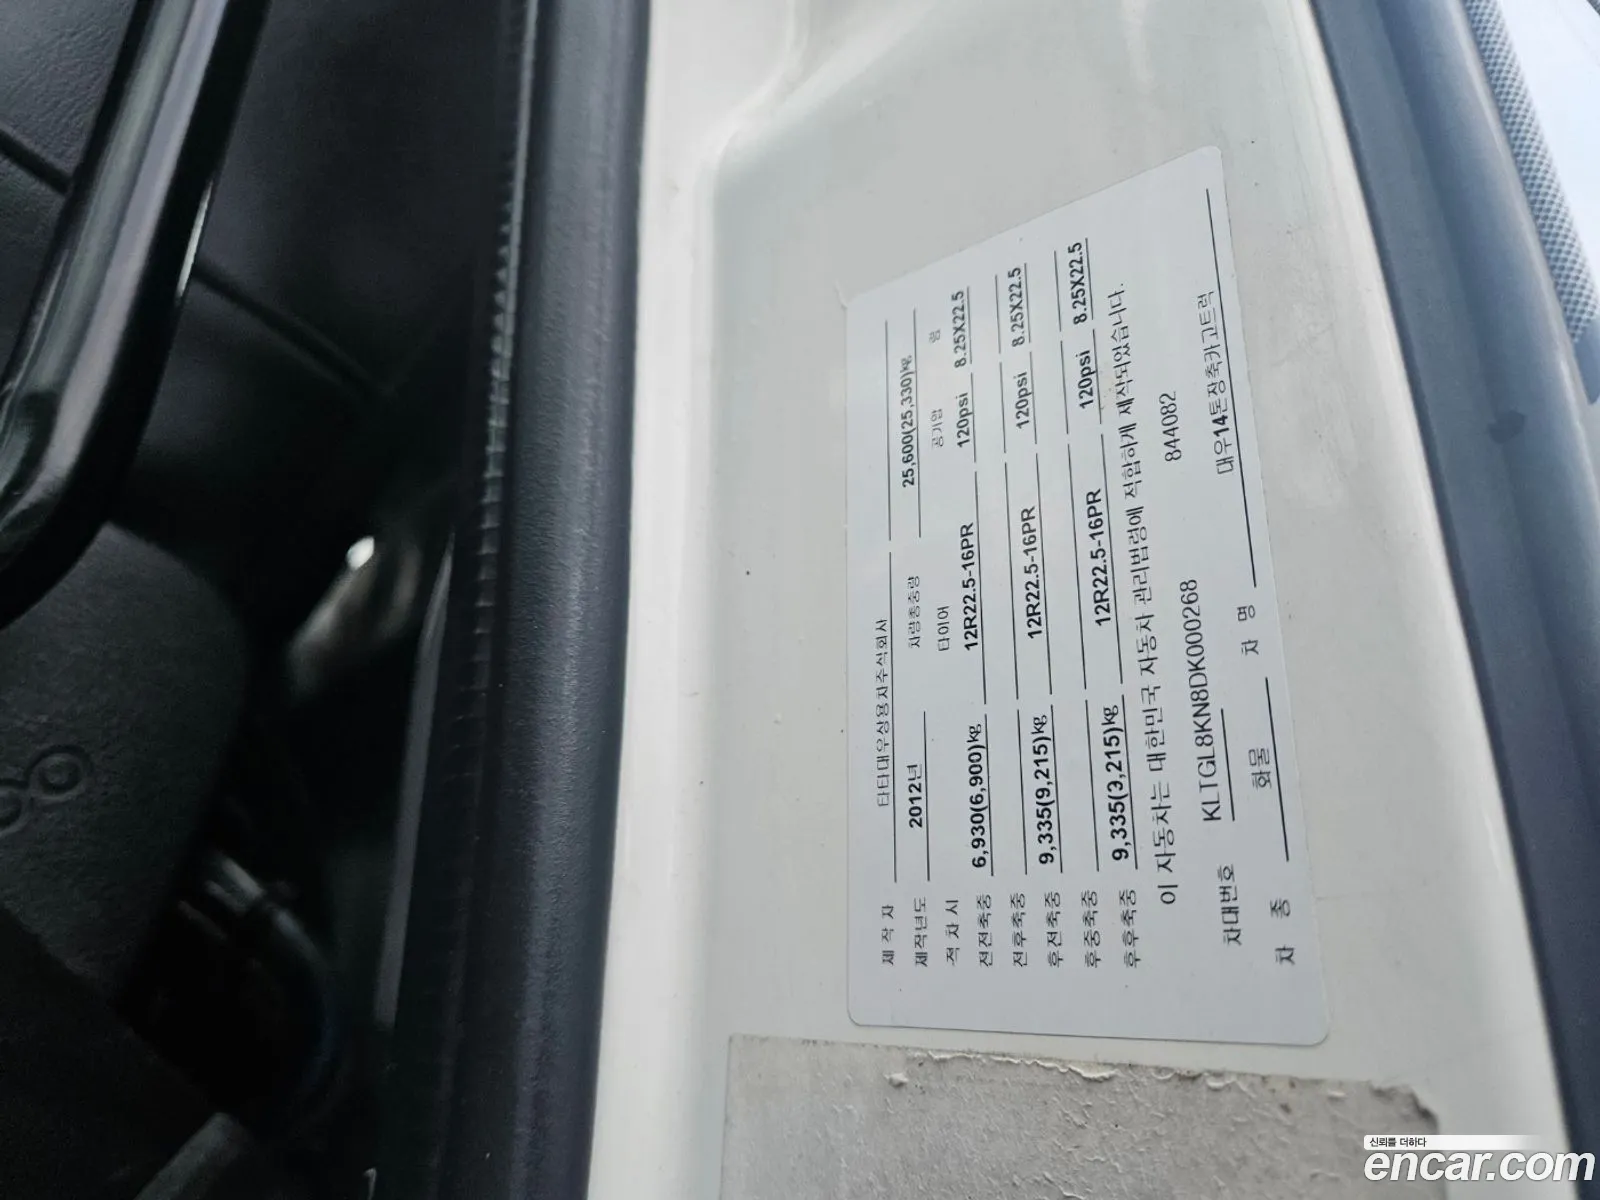 제 작 자 타타대우상용차주식회사
제작년도 2012년 차량총중량 25,600(25,330)kg
적 차 시 타이어 공기압 림
전전축중 6,930(6,900)kg 12R22.5-16PR 120psi 8.25X22.5
전후축중
후전축중 9,335(9,215)kg 12R22.5-16PR 120psi 8.25X22.5
후중축중
후후축중 9,335(9,215)kg 12R22.5-16PR 120psi 8.25X22.5
이 자동차는 대한민국 자동차 관리법령에 적합하게 제작되었습니다.
844082
차대번호 KLTGL8KN8DK000268
차 종 화물 차 명 대우14톤장축카고트럭
신뢰를 더하다
encar.com